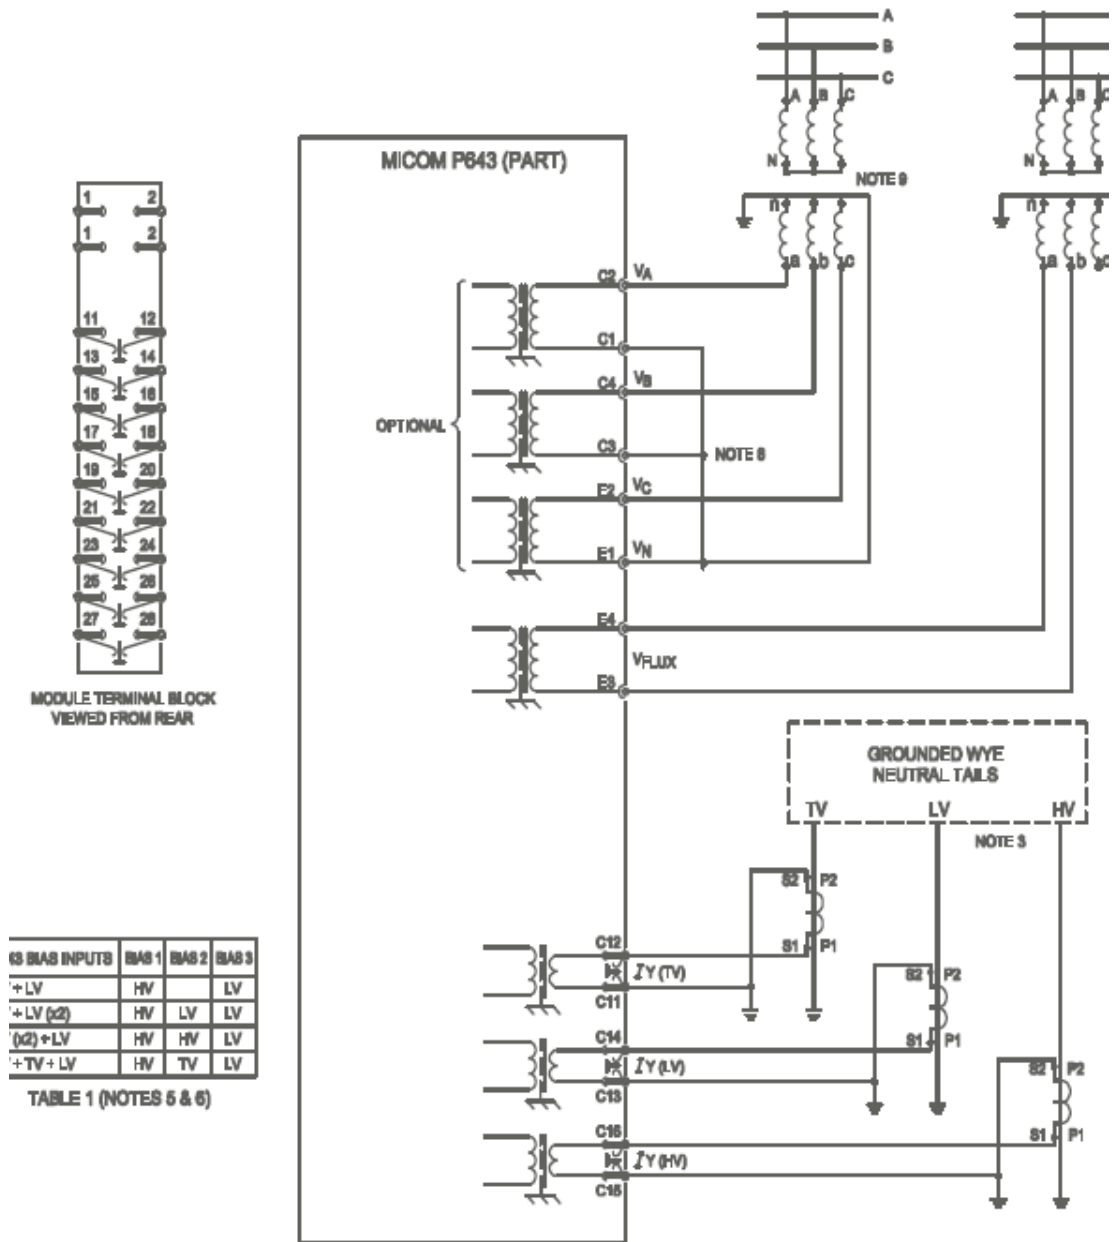 A
B
C
A B C
N
NOTE 9
n
a b c
A B C
N
n
a b c
MICOM P643 (PART)
1 2
1 2
11 12
13 14
15 16
17 18
19 20
21 22
23 24
25 26
27 28
MODULE TERMINAL BLOCK
VIEWED FROM REAR
OPTIONAL
C2 VA
C1
C4 VB
C3
NOTE 8
E2 VC
E1 VN
E4
VFLUX
E3
GROUNDED WYE
NEUTRAL TAILS
TV LV HV
NOTE 3
S2 P2
S1 P1
C12
IY (TV)
C11
S2 P2
S1 P1
C14
IY (LV)
C13
S2 P2
S1 P1
C16
IY (HV)
C15
BIAS INPUTS BIAS 1 BIAS 2 BIAS 3
+ LV HV LV
+ LV (x2) HV LV LV
(x2) + LV HV HV LV
+ TV + LV HV TV LV
TABLE 1 (NOTES 5 & 6)